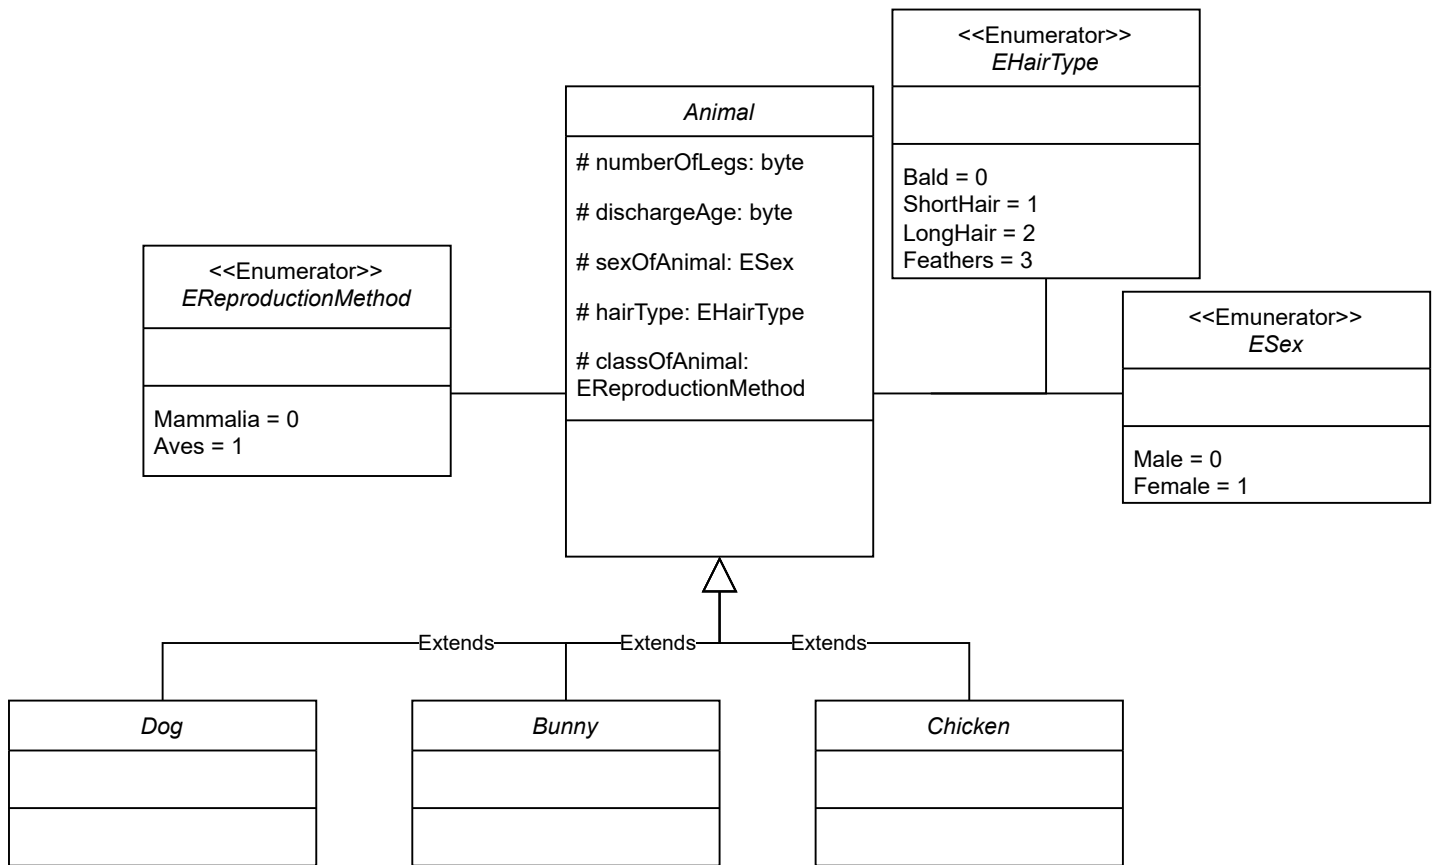 <<Enumerator>>
EHairType
Bald = 0
ShortHair = 1
LongHair = 2
Feathers = 3
Animal
# numberOfLegs: byte
# dischargeAge: byte
# sexOfAnimal: ESex
# hairType: EHairType
# classOfAnimal:
EReproductionMethod
<<Enumerator>>
EReproductionMethod
Mammalia = 0
Aves = 1
<<Emunerator>>
ESex
Male = 0
Female = 1
Extends
Extends
Extends
Dog
Bunny
Chicken